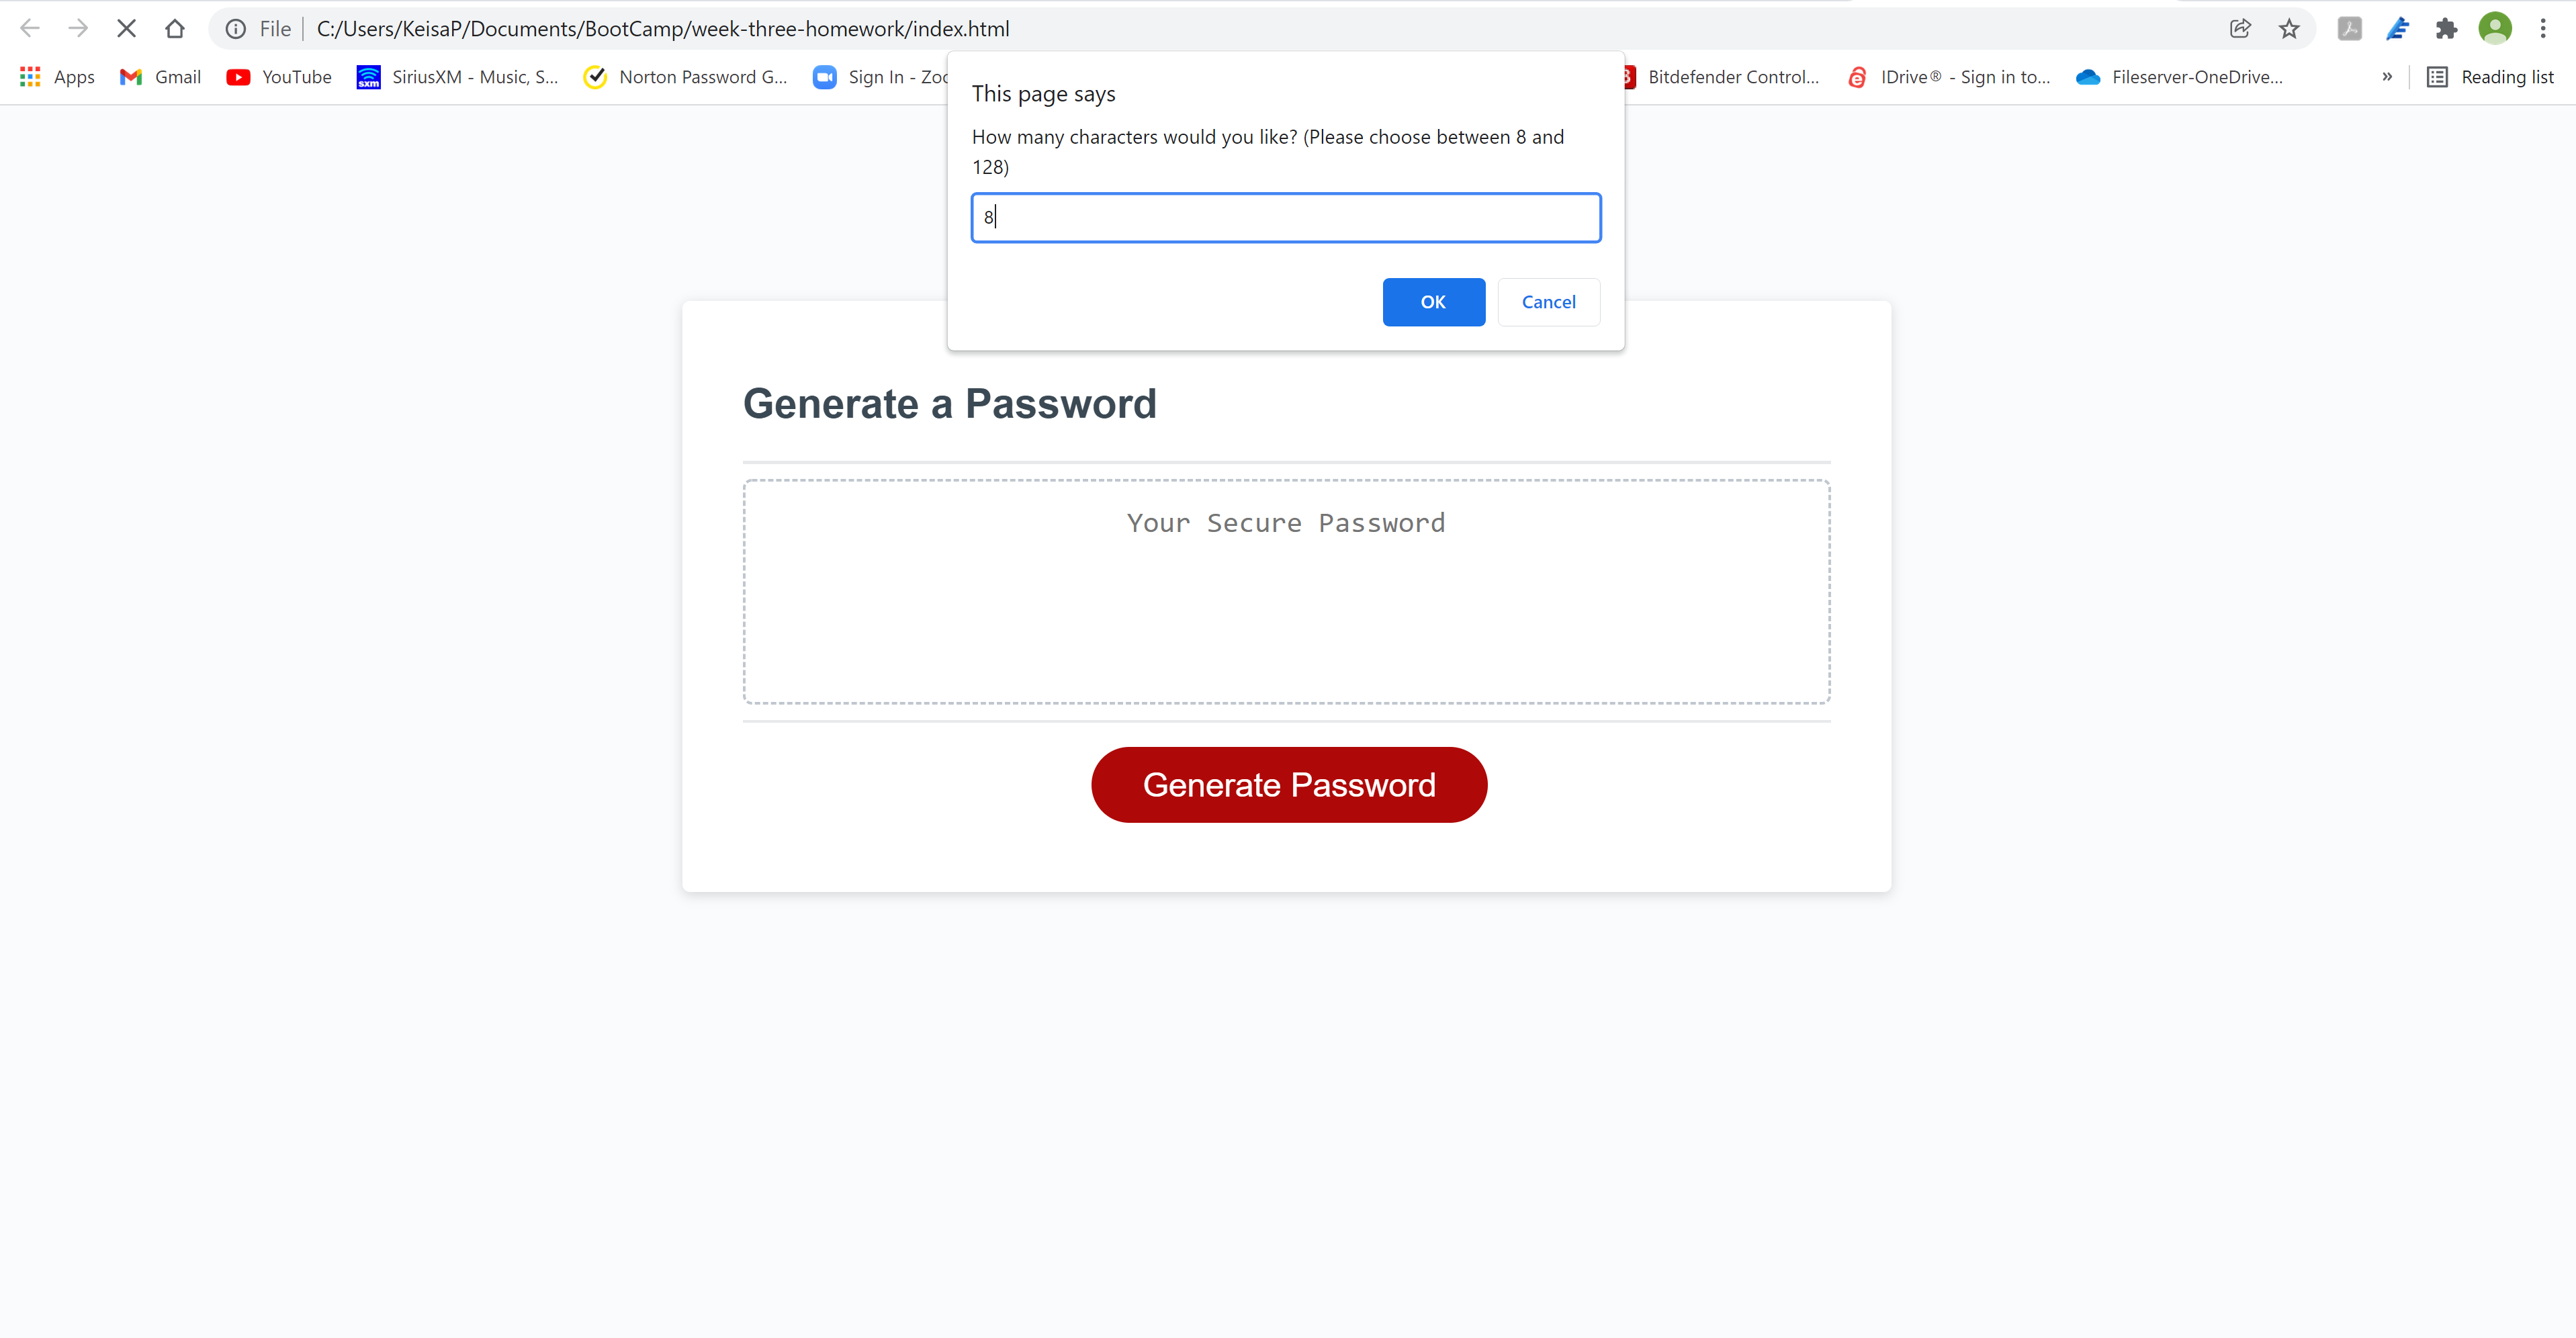 File C:/Users/KeisaP/Documents/BootCamp/week-three-homework/index.html
Apps Gmail YouTube sxm SiriusXM - Music, S... Norton Password G... Sign In - Zoo Bitdefender Control... IDrive® - Sign in to... Fileserver-OneDrive... » Reading list
This page says
How many characters would you like? (Please choose between 8 and
128)
8
OK Cancel
Generate a Password
Your Secure Password
Generate Password